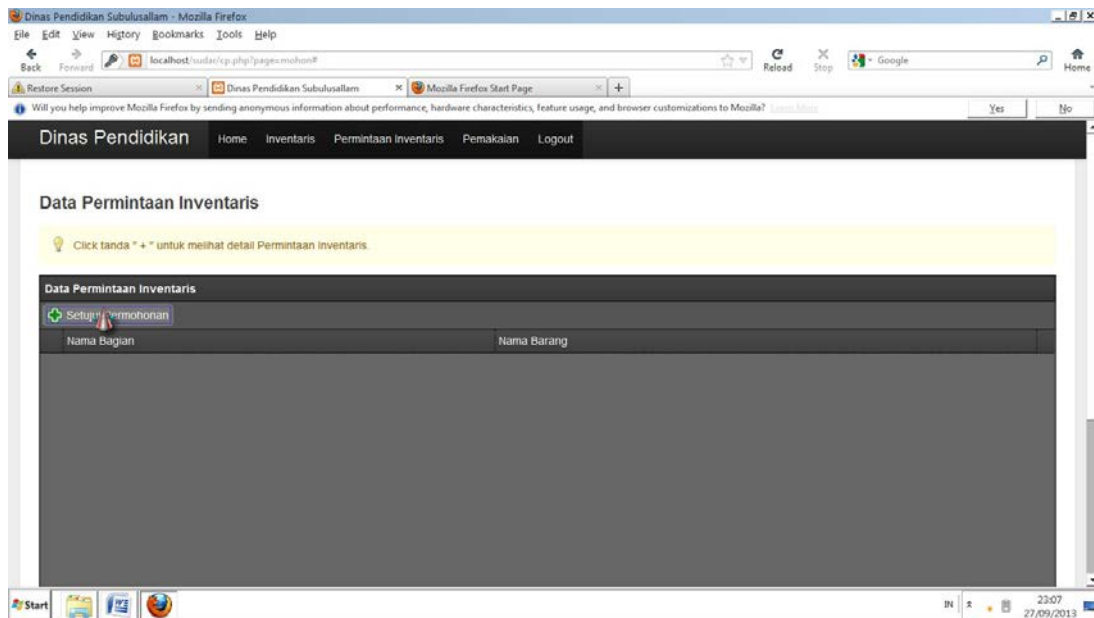 Dinas Pendidikan Subulusallam - Mozilla Firefox
File Edit View History Bookmarks Tools Help
Back Forward localhost/sudar/cp.php?page=mohon# Reload Stop Google Home
Restore Session Dinas Pendidikan Subulusallam Mozilla Firefox Start Page
Will you help improve Mozilla Firefox by sending anonymous information about performance, hardware characteristics, feature usage, and browser customizations to Mozilla? Learn More Yes No
Dinas Pendidikan Home Inventaris Permintaan Inventaris Pemakaian Logout
Data Permintaan Inventaris
Click tanda " + " untuk melihat detail Permintaan Inventaris.
Data Permintaan Inventaris
Setujui Permohonan
Nama Bagian Nama Barang
Start IN 23:07
27/09/2013